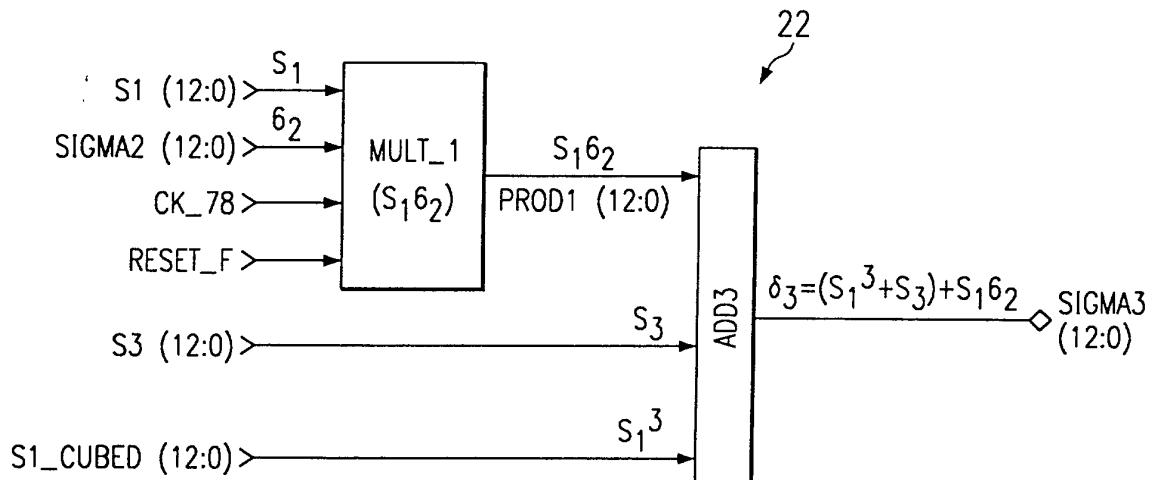 22
S1 (12:0)
S₁
SIGMA2 (12:0)
6₂
CK_78
RESET_F
MULT_1
(S₁6₂)
S₁6₂
PROD1 (12:0)
S3 (12:0)
S₃
S1_CUBED (12:0)
S₁³
ADD3
δ₃=(S₁³+S₃)+S₁6₂
SIGMA3
(12:0)